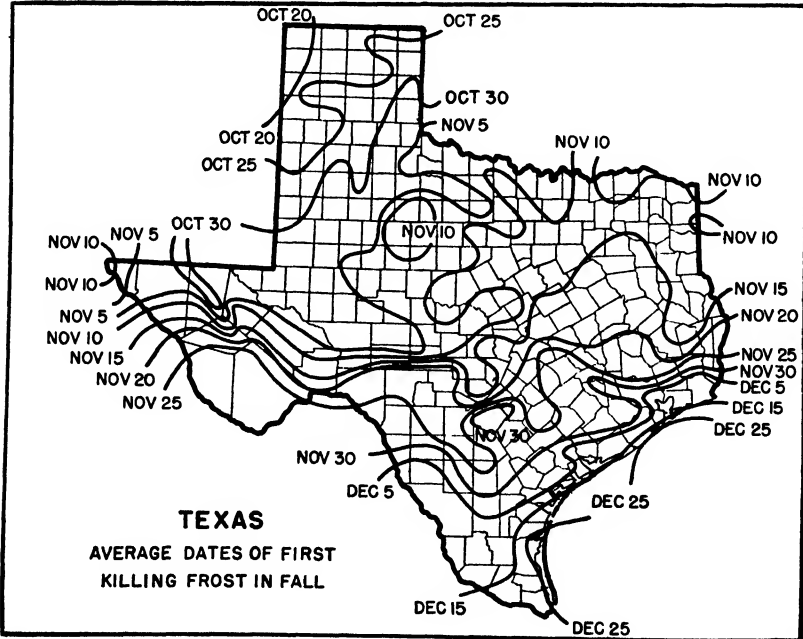 OCT 20
OCT 25
OCT 30
NOV 5
OCT 20
OCT 25
NOV 10
NOV 10
OCT 30
NOV 10
NOV 10
NOV 5
NOV 10
NOV 10
NOV 5
NOV 10
NOV 15
NOV 20
NOV 25
NOV 15
NOV 20
NOV 25
NOV 30
DEC 5
DEC 15
DEC 25
NOV 30
NOV 30
DEC 5
DEC 25
TEXAS
AVERAGE DATES OF FIRST
KILLING FROST IN FALL
DEC 15
DEC 25